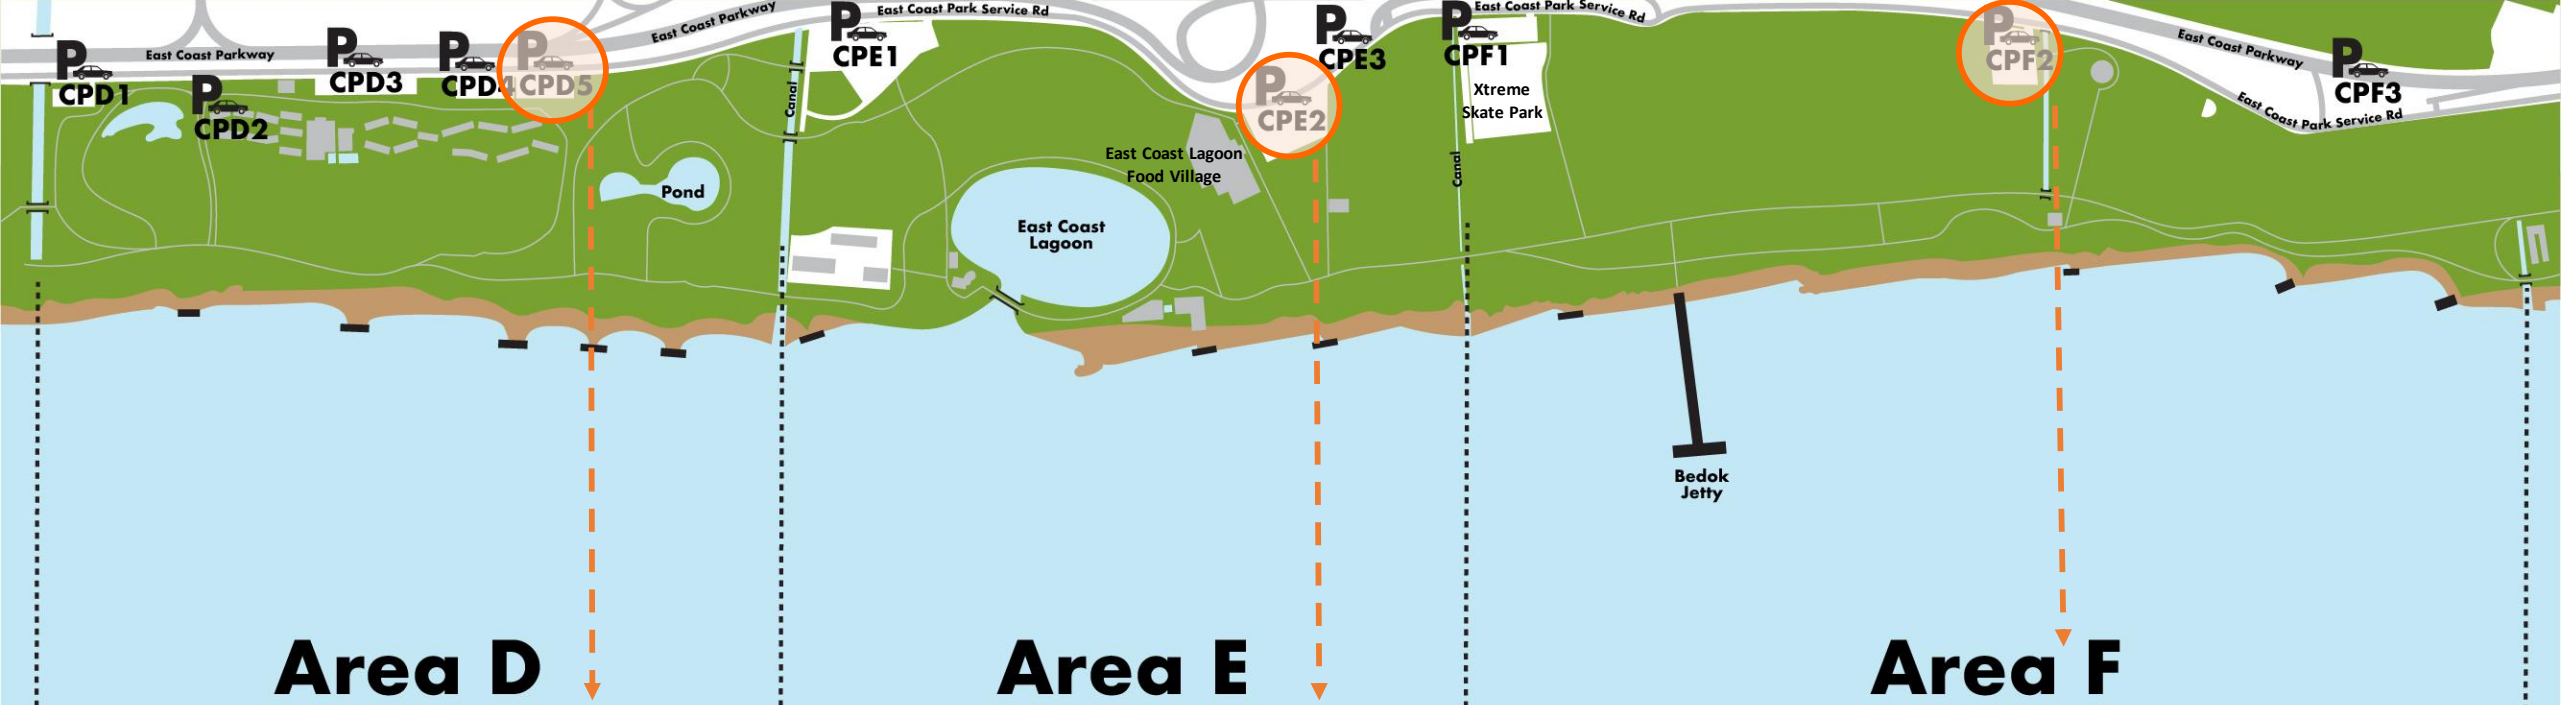 East Coast Parkway
P
CPD1
P
CPD2
P
CPD3
P
CPD4
P
CPD5
East Coast Parkway
Pond
Canal
P
CPE1
East Coast Park Service Rd
East Coast Lagoon
Food Village
East Coast
Lagoon
P
CPE2
P
CPE3
P
CPF1
East Coast Park Service Rd
Xtreme
Skate Park
Canal
Bedok
Jetty
P
CPF2
East Coast Parkway
East Coast Park Service Rd
P
CPF3
Area D
Area E
Area F